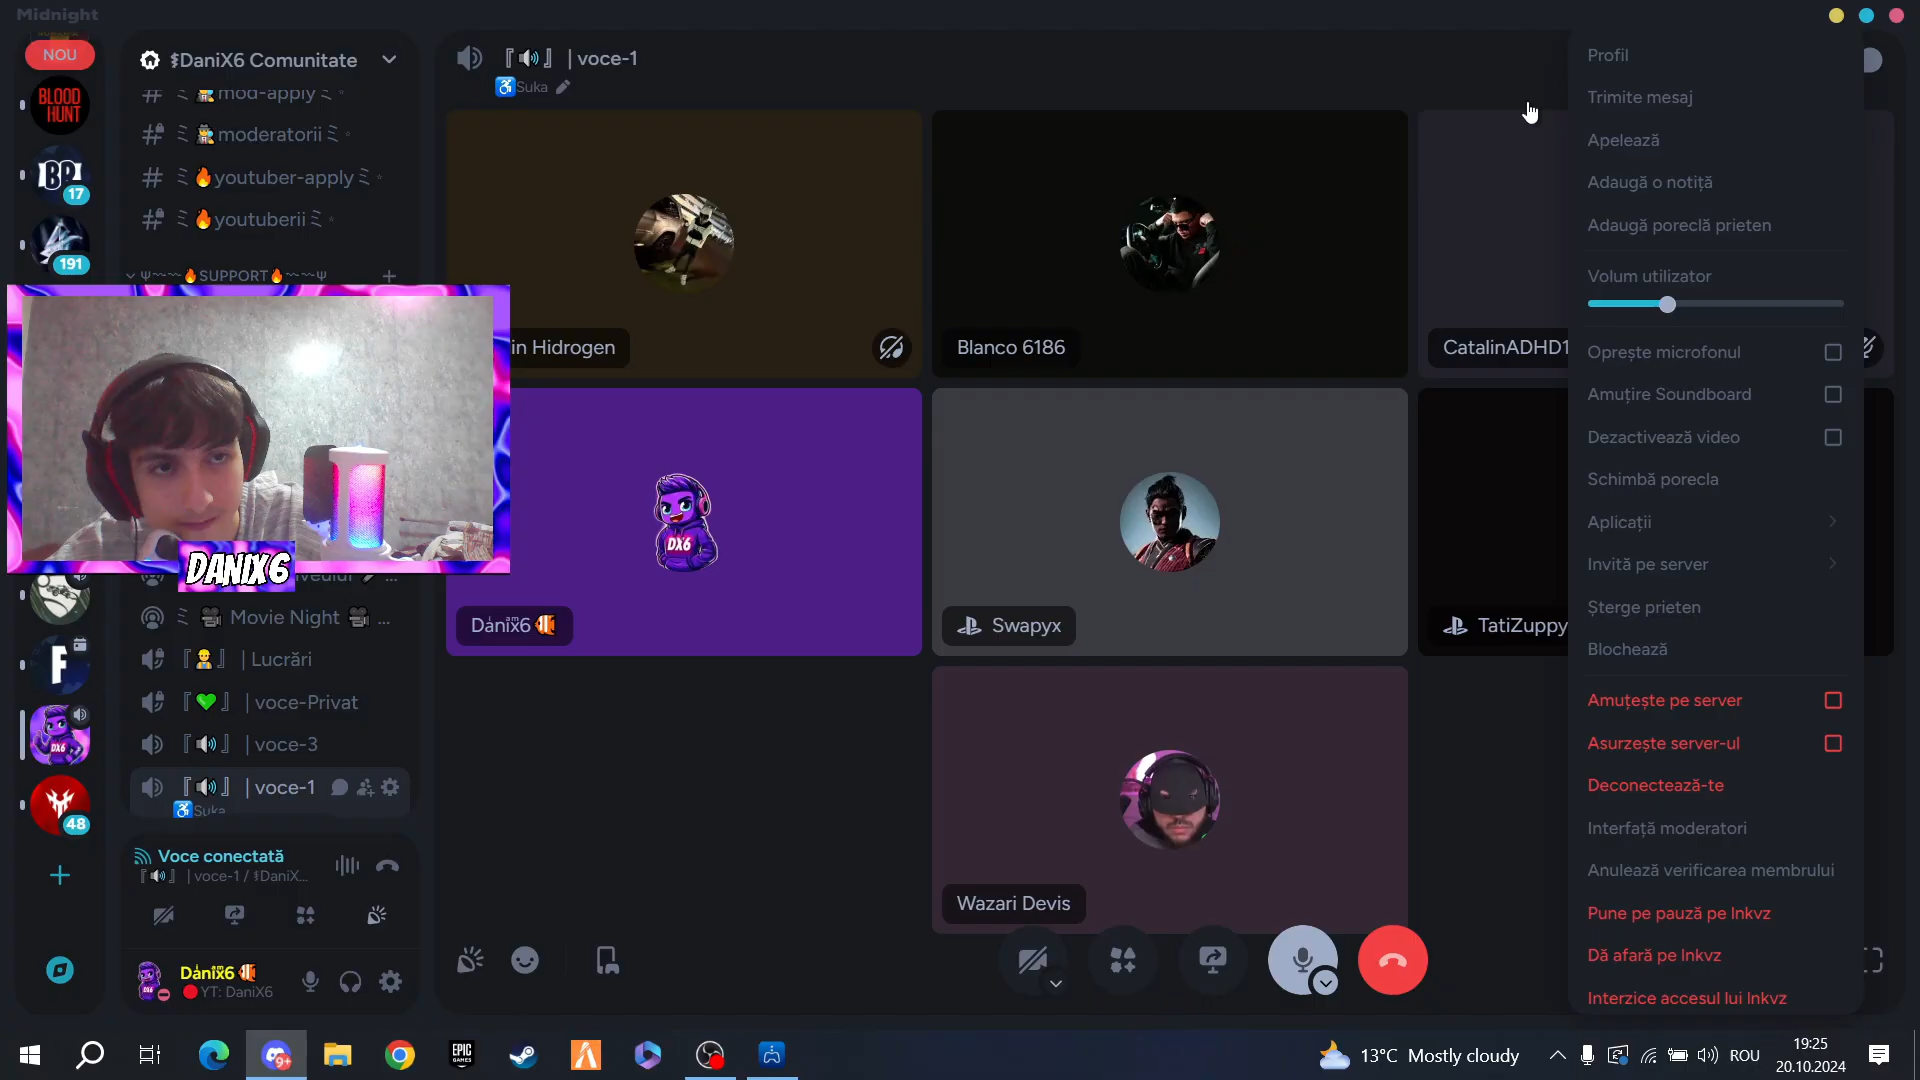 Midnight
NOU
BLOOD
HUNT
17
191
48
DaniX6 Comunitate
mod-apply
moderatorii
youtuber-apply
youtuberii
SUPPORT
DANIX6
Movie Night
...
『👷』 | Lucrări
『💚』 | voce-Privat
『🔊』 | voce-3
『🔊』 | voce-1
Suka
Voce conectată
『🔊』 | voce-1 / DaniX...
DaniX6
YT: DaniX6
『🔊』 | voce-1
Suka
in Hidrogen
Blanco 6186
CatalinADHD1
DaniX6
DX6
Swapyx
TatiZuppy
Wazari Devis
Profil
Trimite mesaj
Apelează
Adaugă o notiță
Adaugă poreclă prieten
Volum utilizator
Oprește microfonul
Amuțire Soundboard
Dezactivează video
Schimbă porecla
Aplicații
Invită pe server
Șterge prieten
Blochează
Amuțește pe server
Asurzește server-ul
Deconectează-te
Interfață moderatori
Anulează verificarea membrului
Pune pe pauză pe lnkvz
Dă afară pe lnkvz
Interzice accesul lui lnkvz
9+
EPIC
GAMES
13°C Mostly cloudy
ROU
19:25
20.10.2024